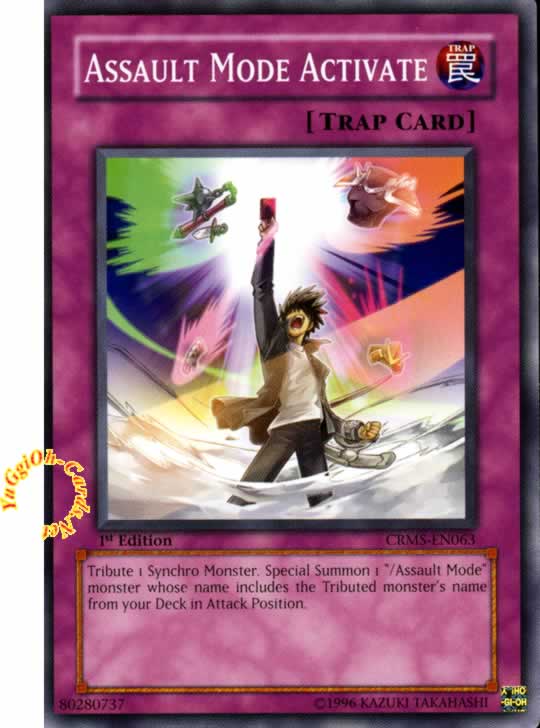 ASSAULT MODE ACTIVATE
TRAP
罠
[TRAP CARD]
YuGgiOh-Cards.Net
1st Edition
CRMS-EN063
Tribute 1 Synchro Monster. Special Summon 1 "/Assault Mode"
monster whose name includes the Tributed monster's name
from your Deck in Attack Position.
80280737
©1996 KAZUKI TAKAHASHI